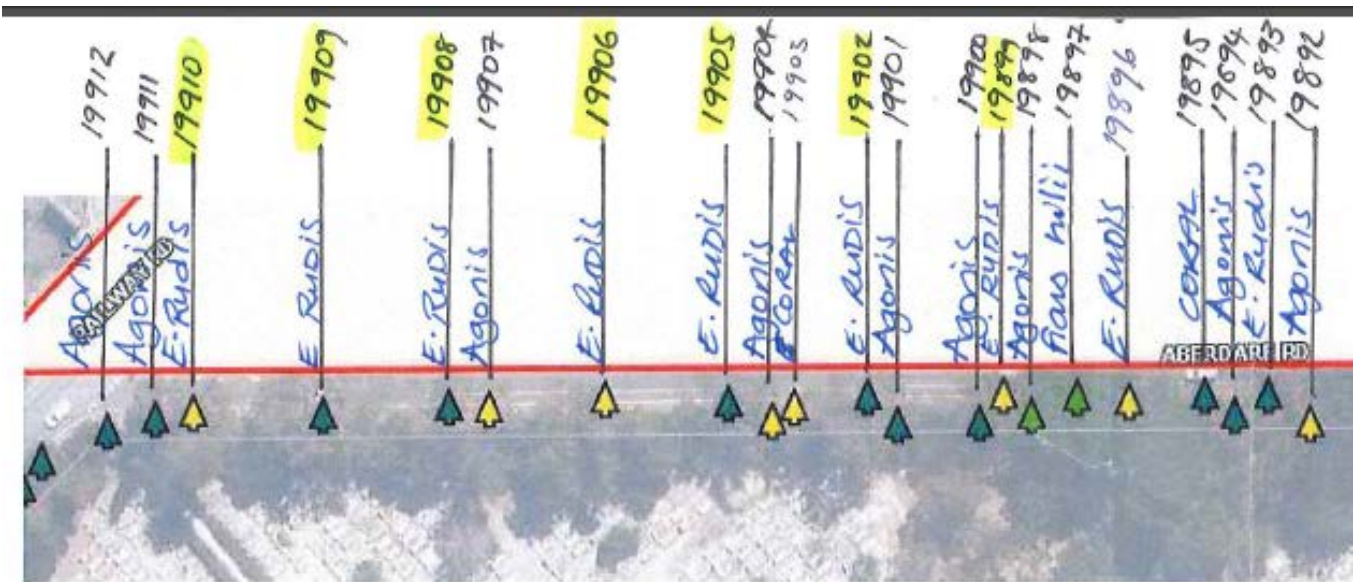 19912
19911
19910
19909
19908
19907
19906
19905
19904
19903
19902
19901
19900
19899
19898
19897
19896
19895
19894
19893
19892
Agonis
Agonis
E. Rudis
E Rudis
E. Rudis
Agonis
E. Rudis
E. Rudis
Agonis
CORAL
E. Rudis
Agonis
Agonis
E. RUDIS
Agonis
E. RUDIS
CORAL
Agonis
E. Rudis
Agonis
RAILWAY RD
ABERDARE RD